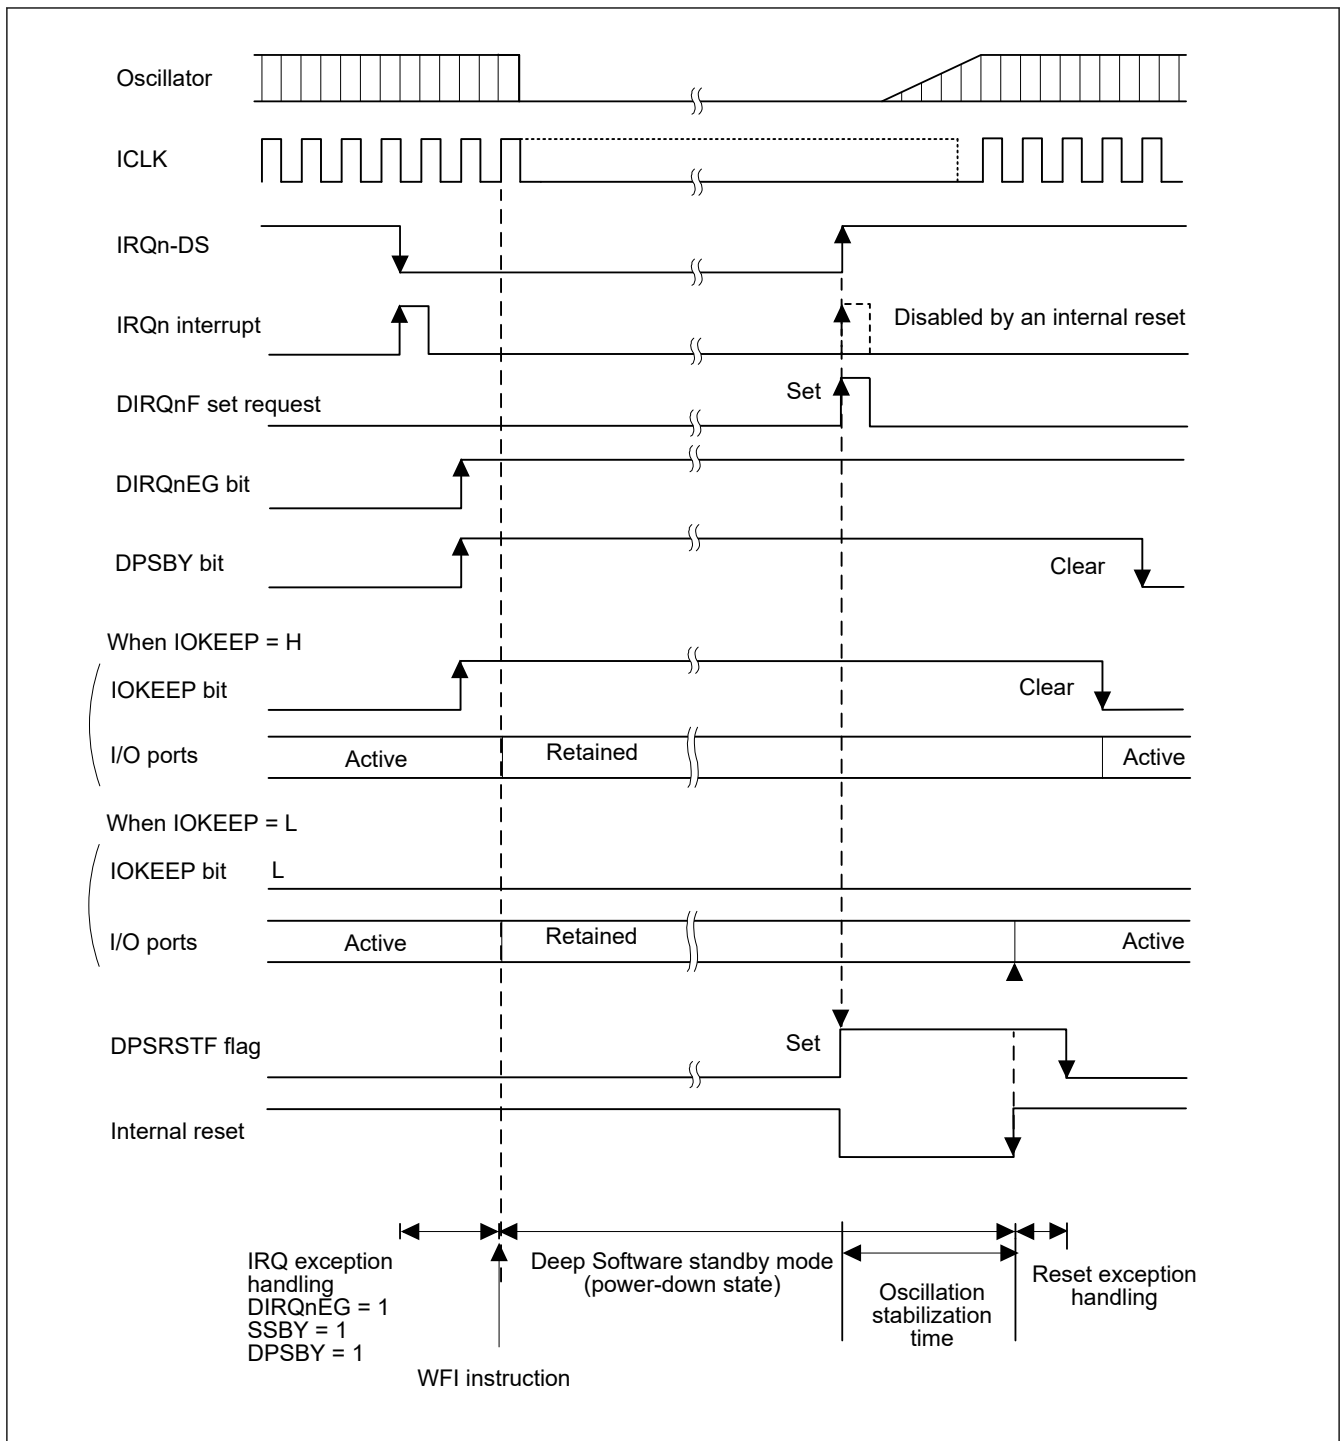 Oscillator
ICLK
IRQn-DS
IRQn interrupt
Disabled by an internal reset
DIRQnF set request
Set
DIRQnEG bit
DPSBY bit
Clear
When IOKEEP = H
IOKEEP bit
Clear
I/O ports
Active
Retained
Active
When IOKEEP = L
IOKEEP bit
L
I/O ports
Active
Retained
Active
DPSRSTF flag
Set
Internal reset
IRQ exception
handling
DIRQnEG = 1
SSBY = 1
DPSBY = 1
WFI instruction
Deep Software standby mode
(power-down state)
Oscillation
stabilization
time
Reset exception
handling